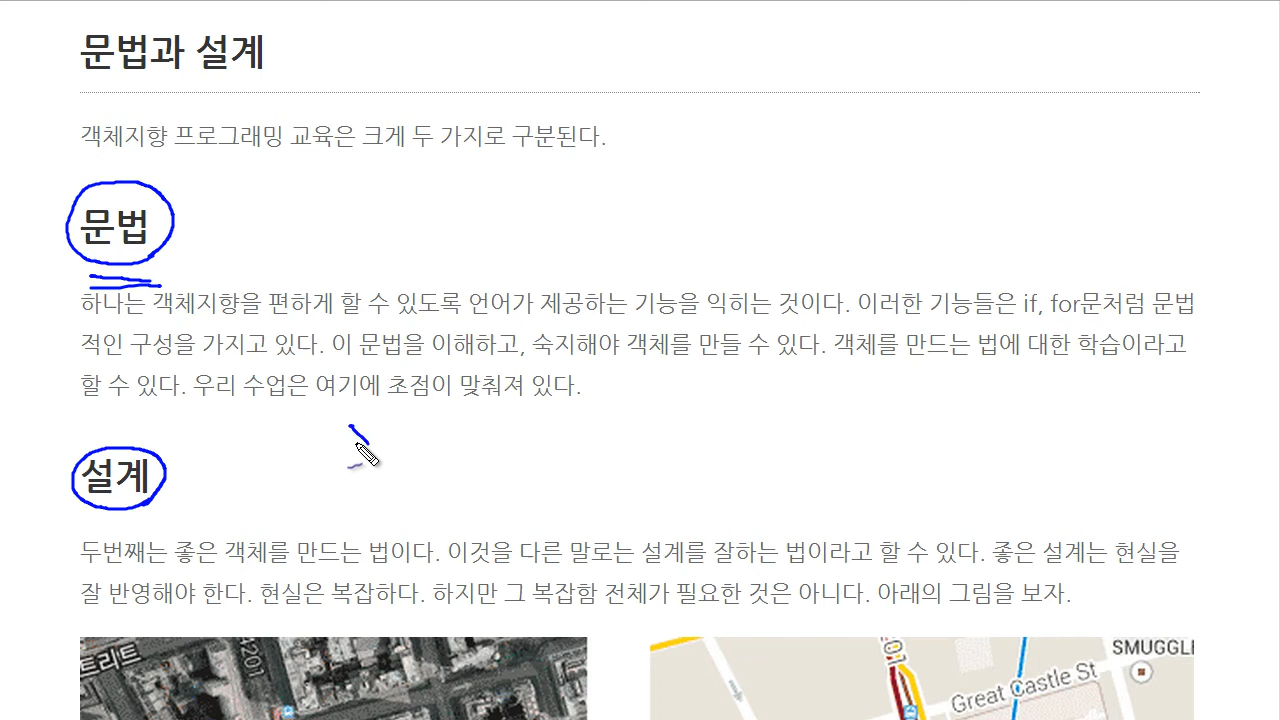 문법과 설계
객체지향 프로그래밍 교육은 크게 두 가지로 구분된다.
문법
하나는 객체지향을 편하게 할 수 있도록 언어가 제공하는 기능을 익히는 것이다. 이러한 기능들은 if, for문처럼 문법
적인 구성을 가지고 있다. 이 문법을 이해하고, 숙지해야 객체를 만들 수 있다. 객체를 만드는 법에 대한 학습이라고
할 수 있다. 우리 수업은 여기에 초점이 맞춰져 있다.
설계
두번째는 좋은 객체를 만드는 법이다. 이것을 다른 말로는 설계를 잘하는 법이라고 할 수 있다. 좋은 설계는 현실을
잘 반영해야 한다. 현실은 복잡하다. 하지만 그 복잡함 전체가 필요한 것은 아니다. 아래의 그림을 보자.
트리트
4201
SMUGGL
Great Castle St